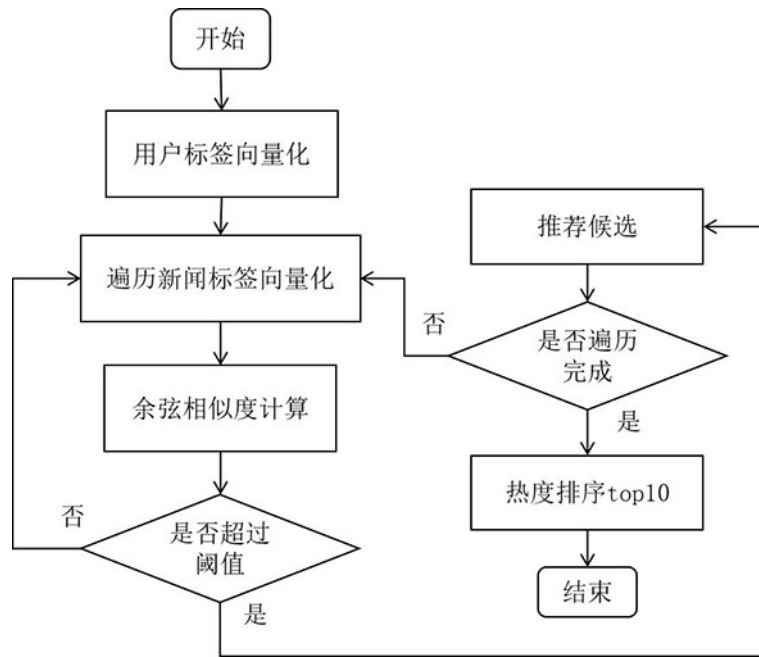 开始
用户标签向量化
遍历新闻标签向量化
余弦相似度计算
否
是否超过
阈值
是
推荐候选
否
是否遍历
完成
是
热度排序top10
结束